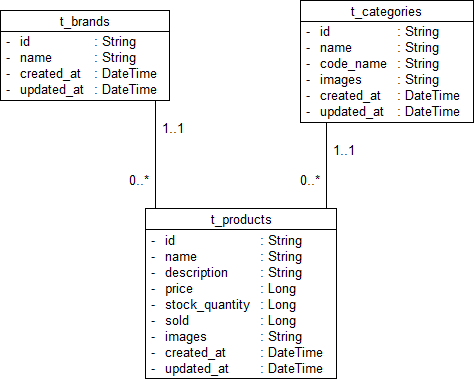 t_brands
- id : String
- name : String
- created_at : DateTime
- updated_at : DateTime
t_categories
- id : String
- name : String
- code_name : String
- images : String
- created_at : DateTime
- updated_at : DateTime
1..1
0..*
1..1
0..*
t_products
- id : String
- name : String
- description : String
- price : Long
- stock_quantity : Long
- sold : Long
- images : String
- created_at : DateTime
- updated_at : DateTime